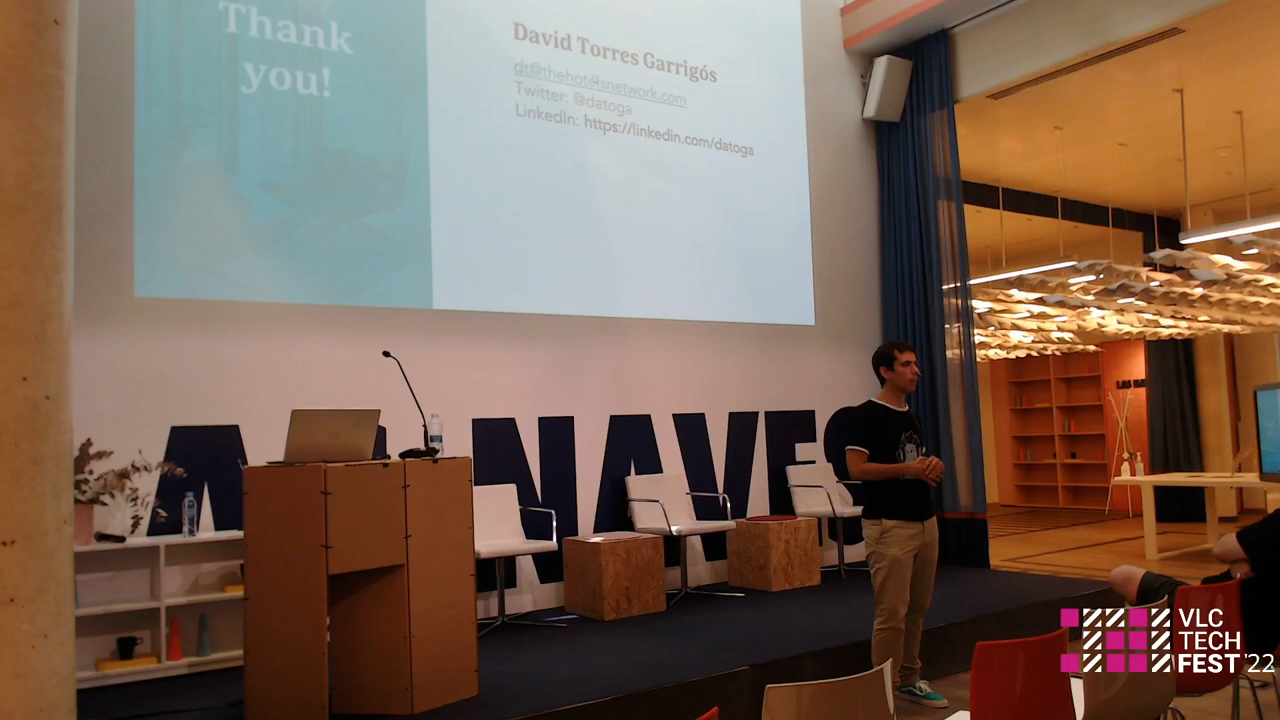 Thank
you!
David Torres Garrigós
dt@thehotelsnetwork.com
Twitter: @datoga
LinkedIn: https://linkedin.com/datoga
A NAVES
VLC
TECH
FEST'22